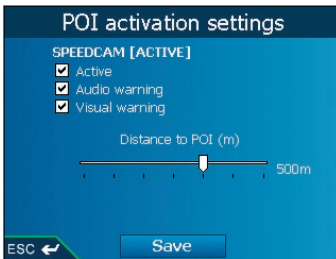 POI activation settings
SPEEDCAM [ACTIVE]
Active
Audio warning
Visual warning
Distance to POI (m)
500m
ESC
Save